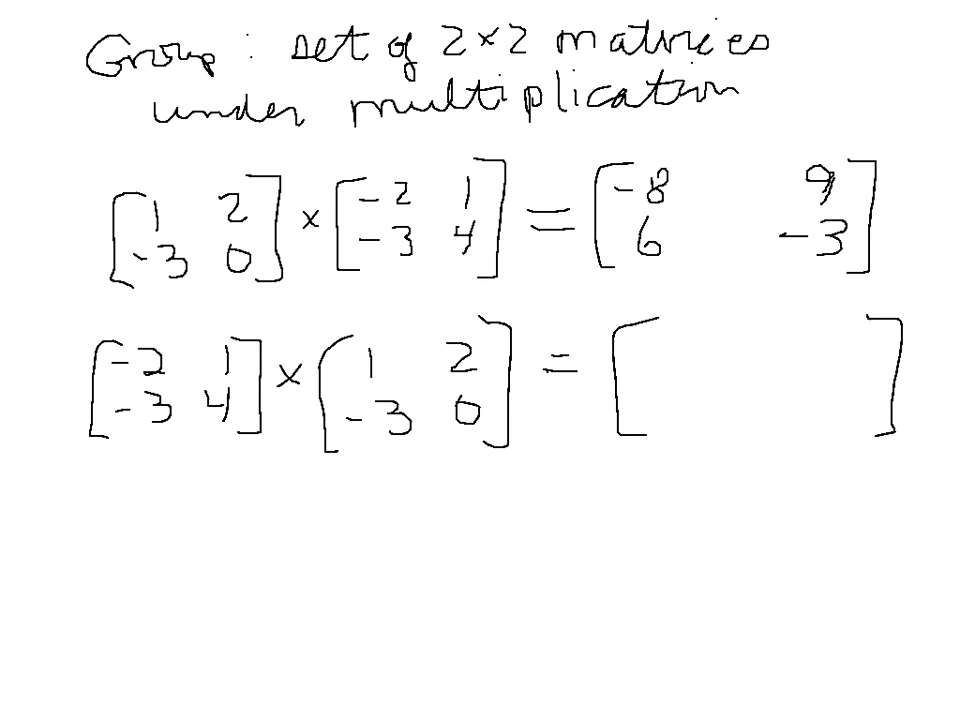 Group: set of 2×2 matrices
under multiplication
[1 2; -3 0] × [-2 1; -3 4] = [-8 9; 6 -3]
[-2 1; -3 4] × [1 2; -3 0] = [ ]